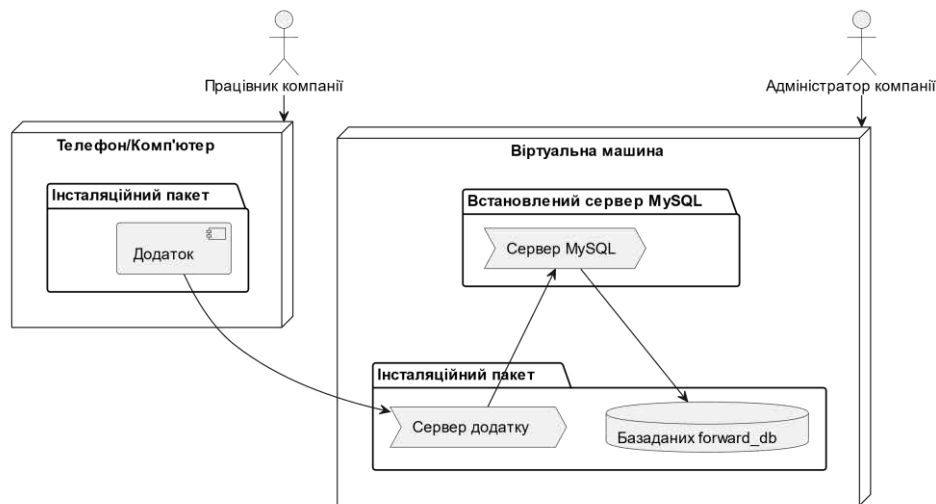 Працівник компанії
Адміністратор компанії
Телефон/Комп'ютер
Інсталяційний пакет
Додаток
Віртуальна машина
Встановлений сервер MySQL
Сервер MySQL
Інсталяційний пакет
Сервер додатку
Базаданих forward_db